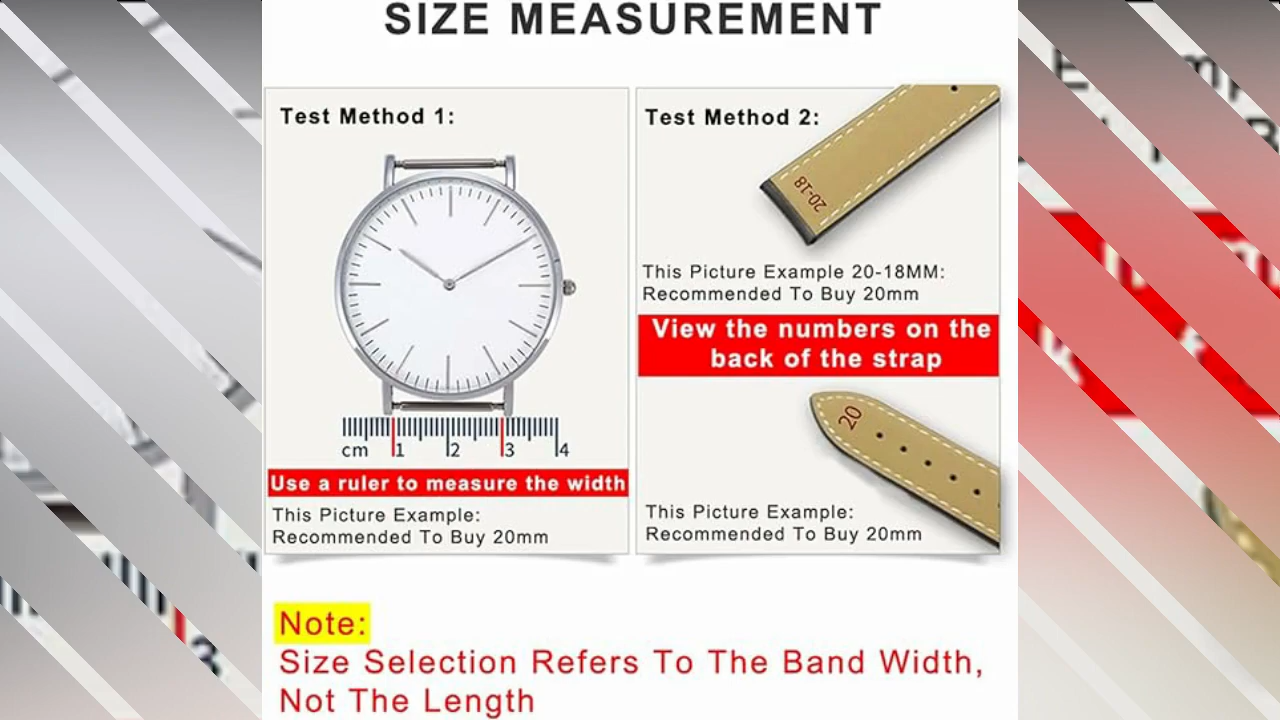 SIZE MEASUREMENT
Test Method 1:
cm 1 2 3 4
Use a ruler to measure the width
This Picture Example:
Recommended To Buy 20mm
Test Method 2:
20-18
This Picture Example 20-18MM:
Recommended To Buy 20mm
View the numbers on the
back of the strap
20
This Picture Example:
Recommended To Buy 20mm
Note:
Size Selection Refers To The Band Width,
Not The Length